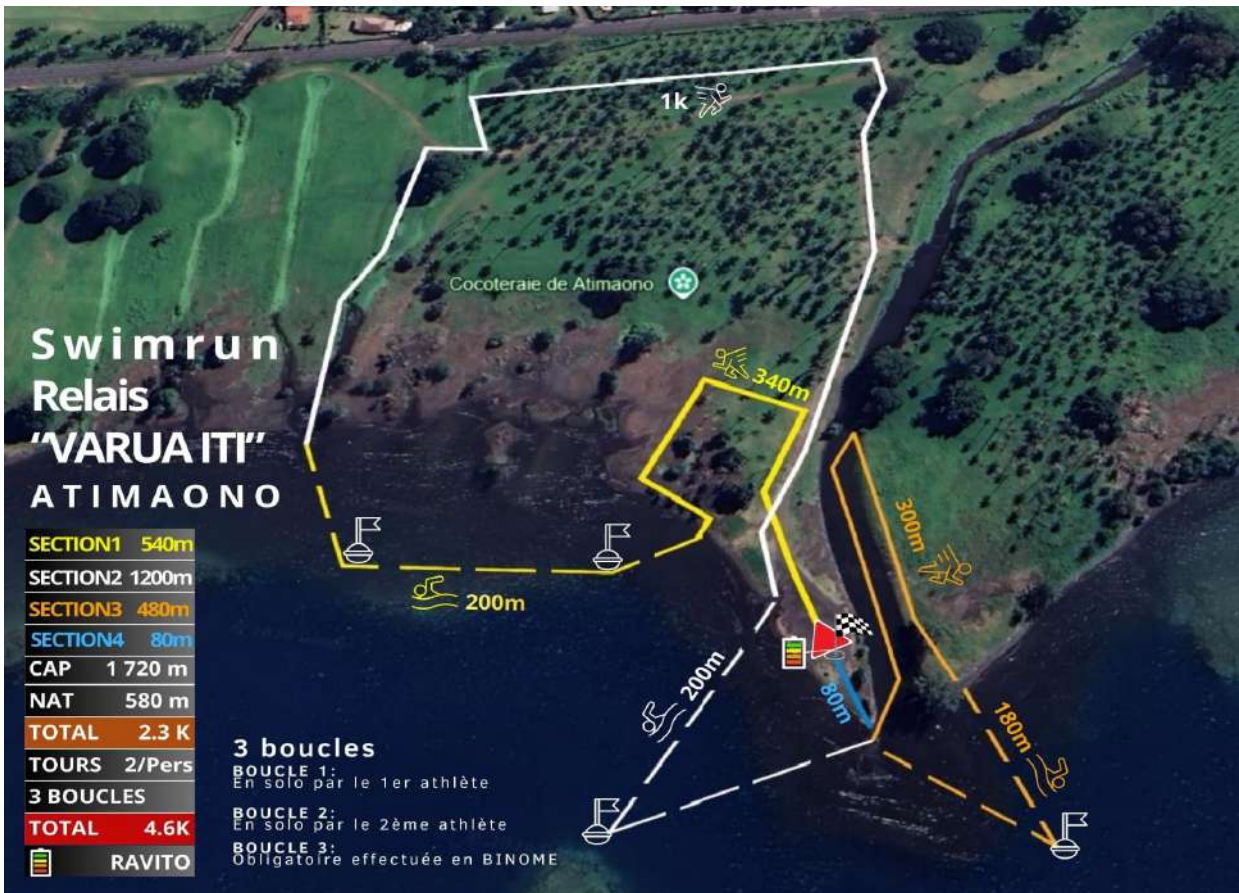 1k
Cocoteraie de Atimaono
340m
300m
200m
200m
80m
180m
Swimrun
Relais
“VARUA ITI”
ATIMAONO
SECTION1 540m
SECTION2 1200m
SECTION3 480m
SECTION4 80m
CAP 1 720 m
NAT 580 m
TOTAL 2.3 K
TOURS 2/Pers
3 BOUCLES
TOTAL 4.6K
RAVITO
3 boucles
BOUCLE 1:
En solo par le 1er athlète
BOUCLE 2:
En solo par le 2ème athlète
BOUCLE 3:
Obligatoire effectuée en BINOME